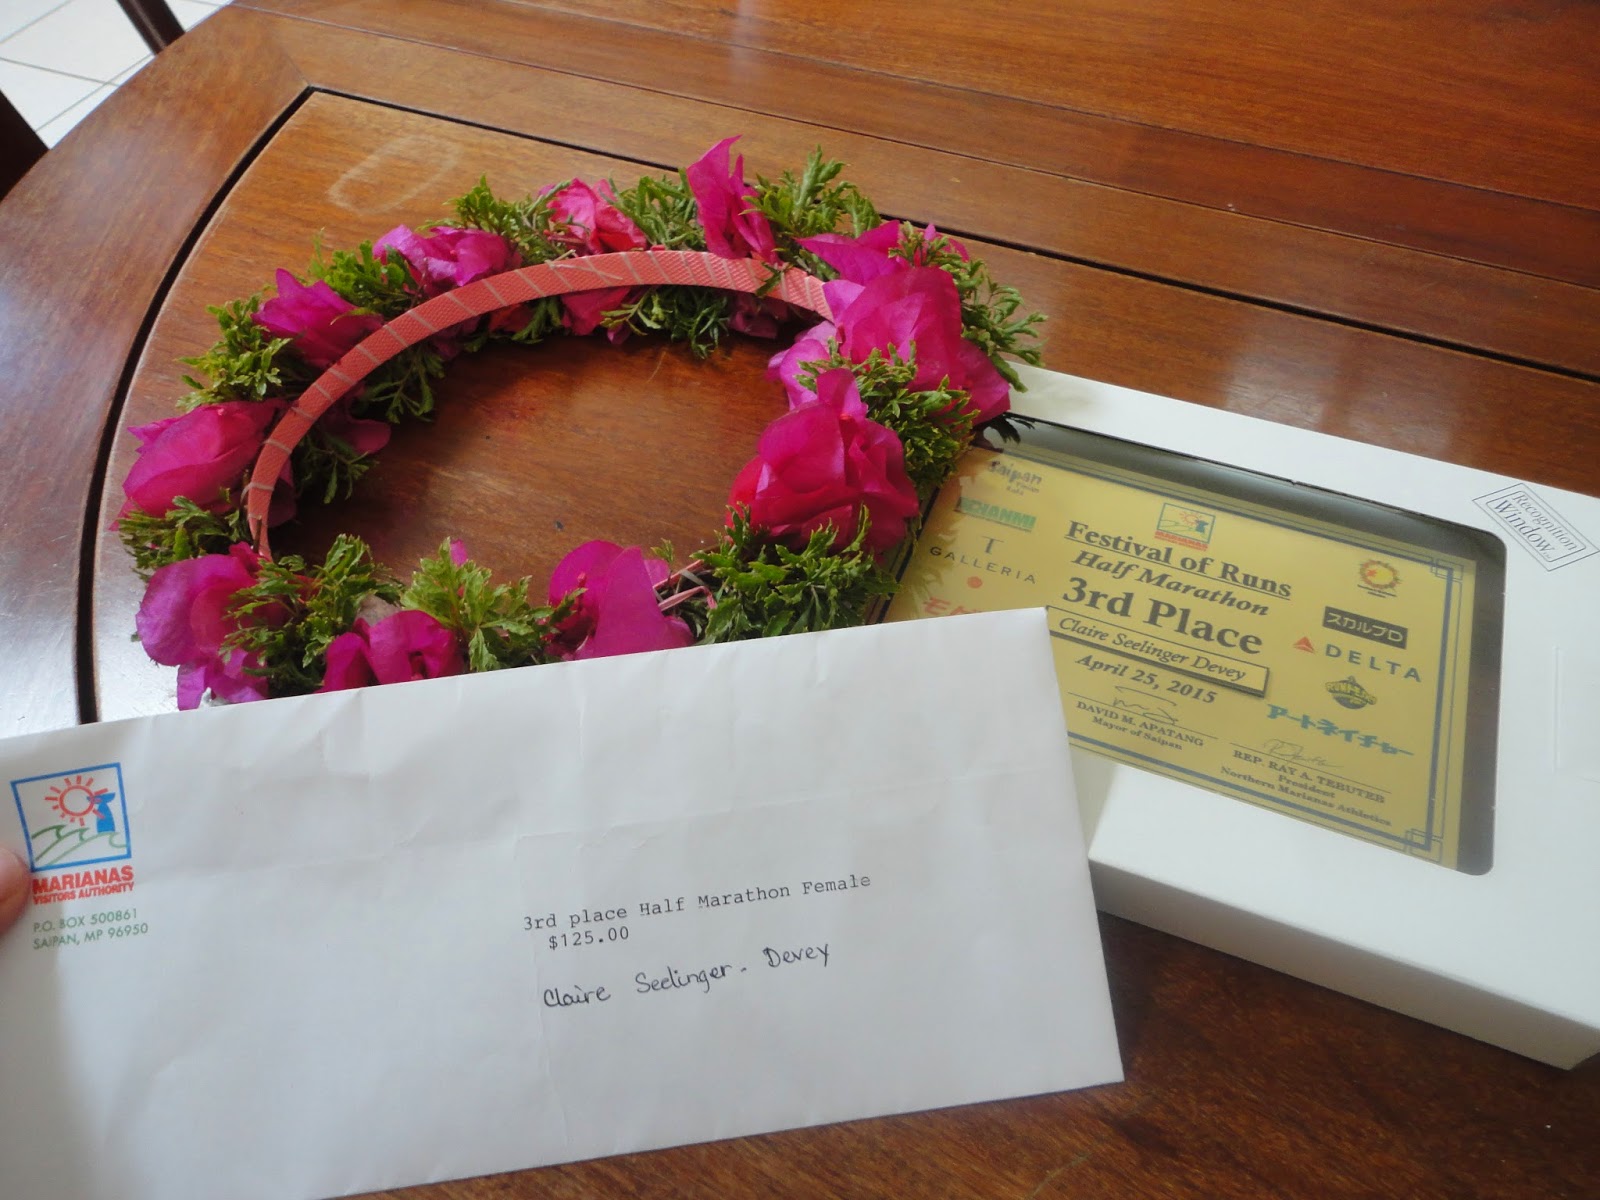 MARIANAS
VISITORS AUTHORITY
P.O. BOX 500861
SAIPAN, MP 96950
3rd place Half Marathon Female
$125.00
Claire Seelinger - Devey
Recognition
Window
Saipan
T
GALLERIA
MARIANAS
Festival of Runs
Half Marathon
3rd Place
Claire Seelinger Devey
April 25, 2015
DAVID M. APATANG
Mayor of Saipan
REP. RAY A. TEBUTEB
President
Northern Marianas Athletics
スカルプD
DELTA
アートネイチャー